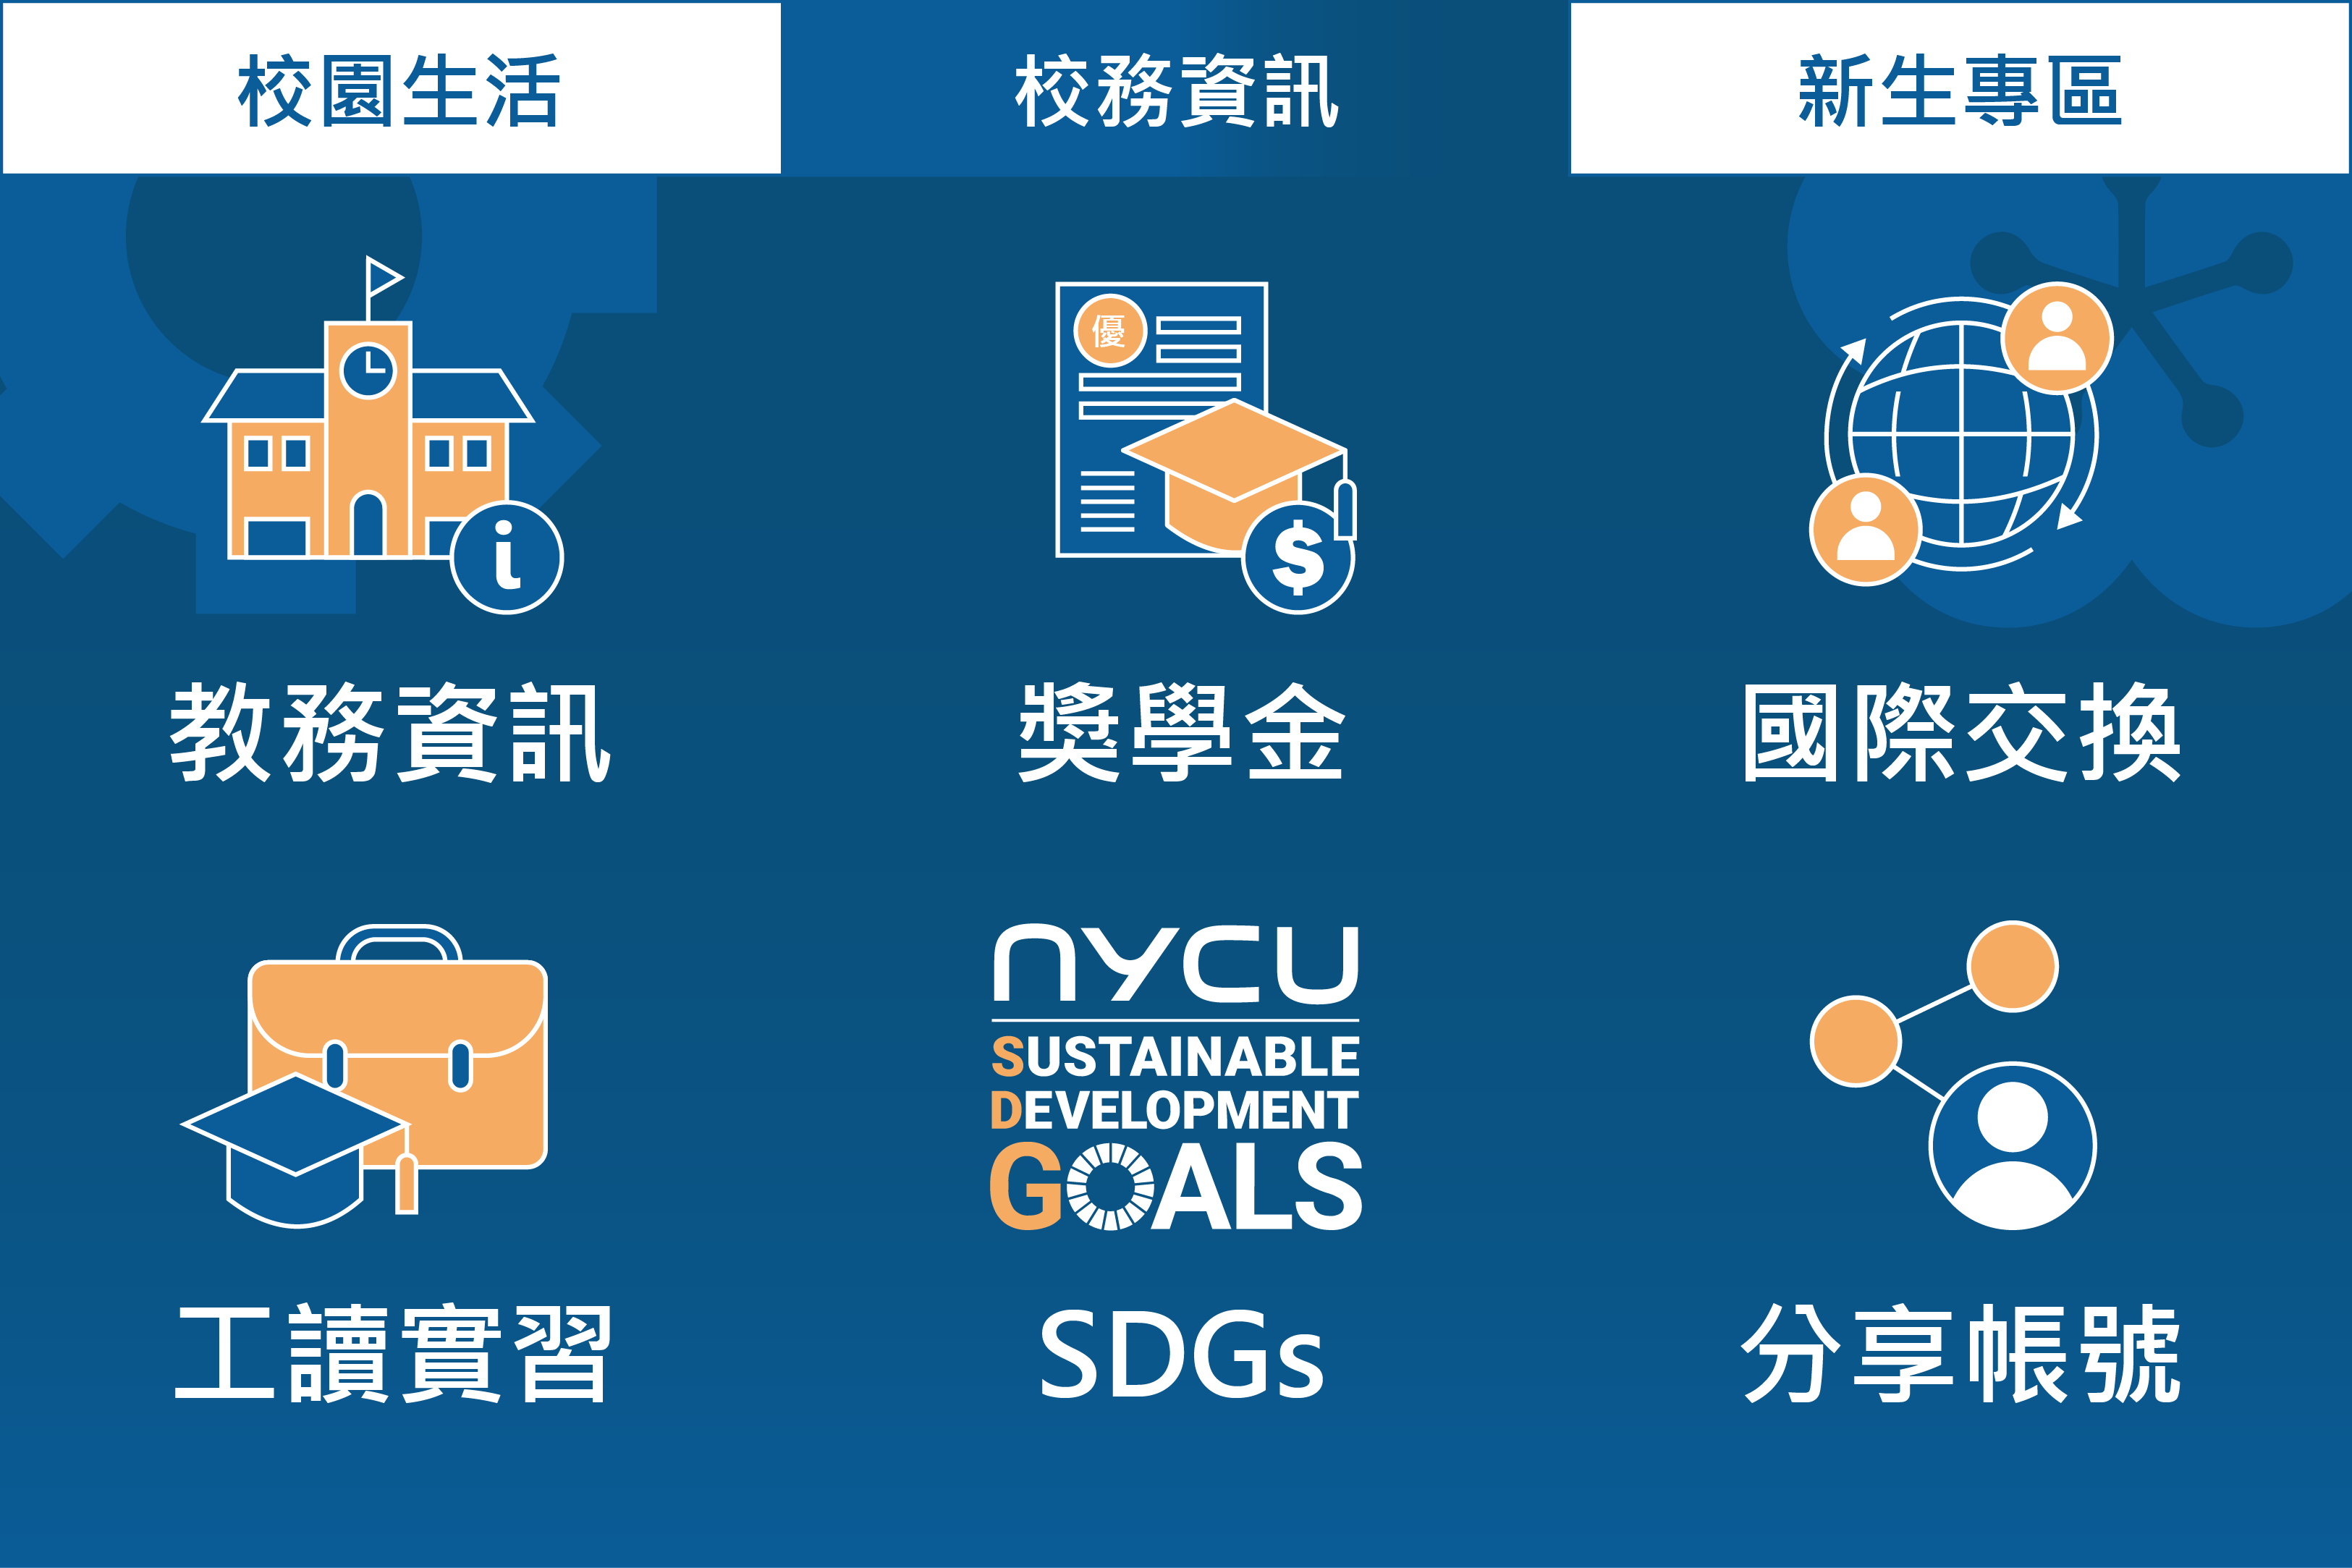 校園生活
校務資訊
新生專區
優
$
教務資訊
獎學金
國際交換
NYCU
SUSTAINABLE
DEVELOPMENT
GOALS
工讀實習
SDGs
分享帳號